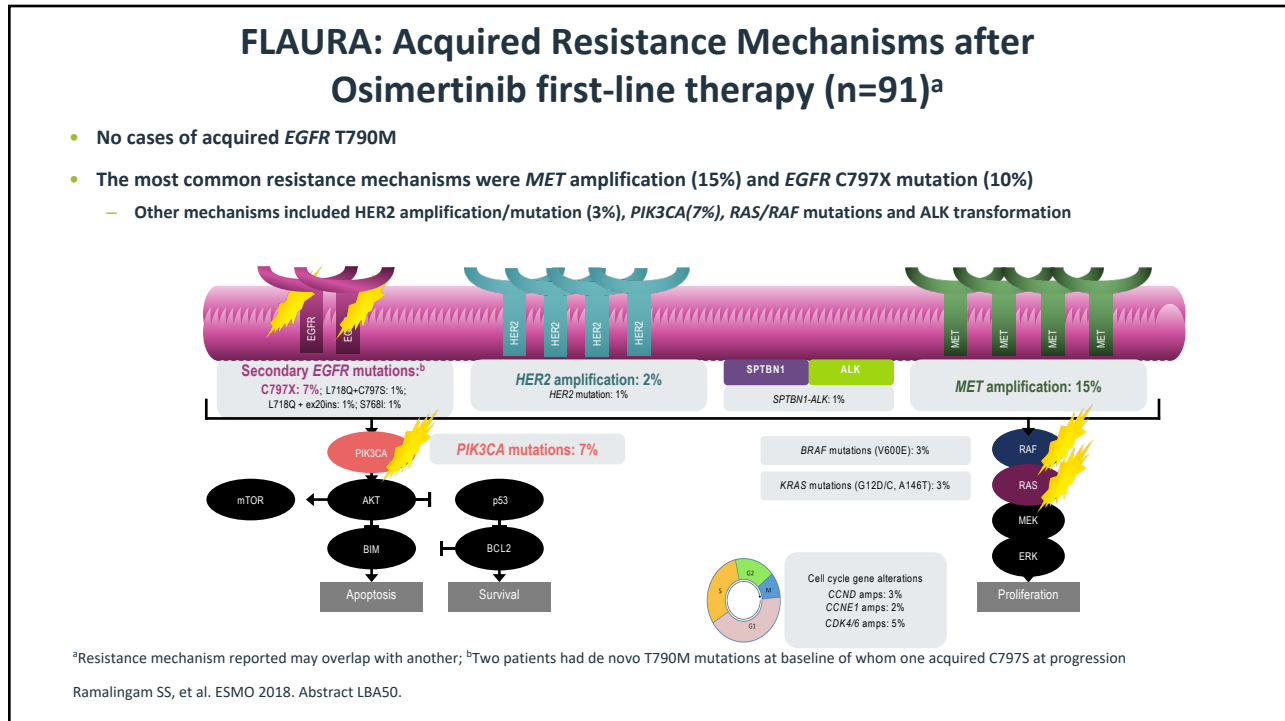 FLAURA: Acquired Resistance Mechanisms after
Osimertinib first-line therapy (n=91)a
• No cases of acquired EGFR T790M
• The most common resistance mechanisms were MET amplification (15%) and EGFR C797X mutation (10%)
– Other mechanisms included HER2 amplification/mutation (3%), PIK3CA(7%), RAS/RAF mutations and ALK transformation
EGFR
EG
HER2
HER2
HER2
HER2
MET
MET
MET
MET
Secondary EGFR mutations:b
C797X: 7%; L718Q+C797S: 1%;
L718Q + ex20ins: 1%; S768I: 1%
HER2 amplification: 2%
HER2 mutation: 1%
SPTBN1
ALK
SPTBN1-ALK: 1%
MET amplification: 15%
PIK3CA
PIK3CA mutations: 7%
BRAF mutations (V600E): 3%
RAF
mTOR
AKT
p53
KRAS mutations (G12D/C, A146T): 3%
RAS
MEK
BIM
BCL2
ERK
Apoptosis
Survival
G2
S
M
G1
Cell cycle gene alterations
CCND amps: 3%
CCNE1 amps: 2%
CDK4/6 amps: 5%
Proliferation
aResistance mechanism reported may overlap with another; bTwo patients had de novo T790M mutations at baseline of whom one acquired C797S at progression
Ramalingam SS, et al. ESMO 2018. Abstract LBA50.